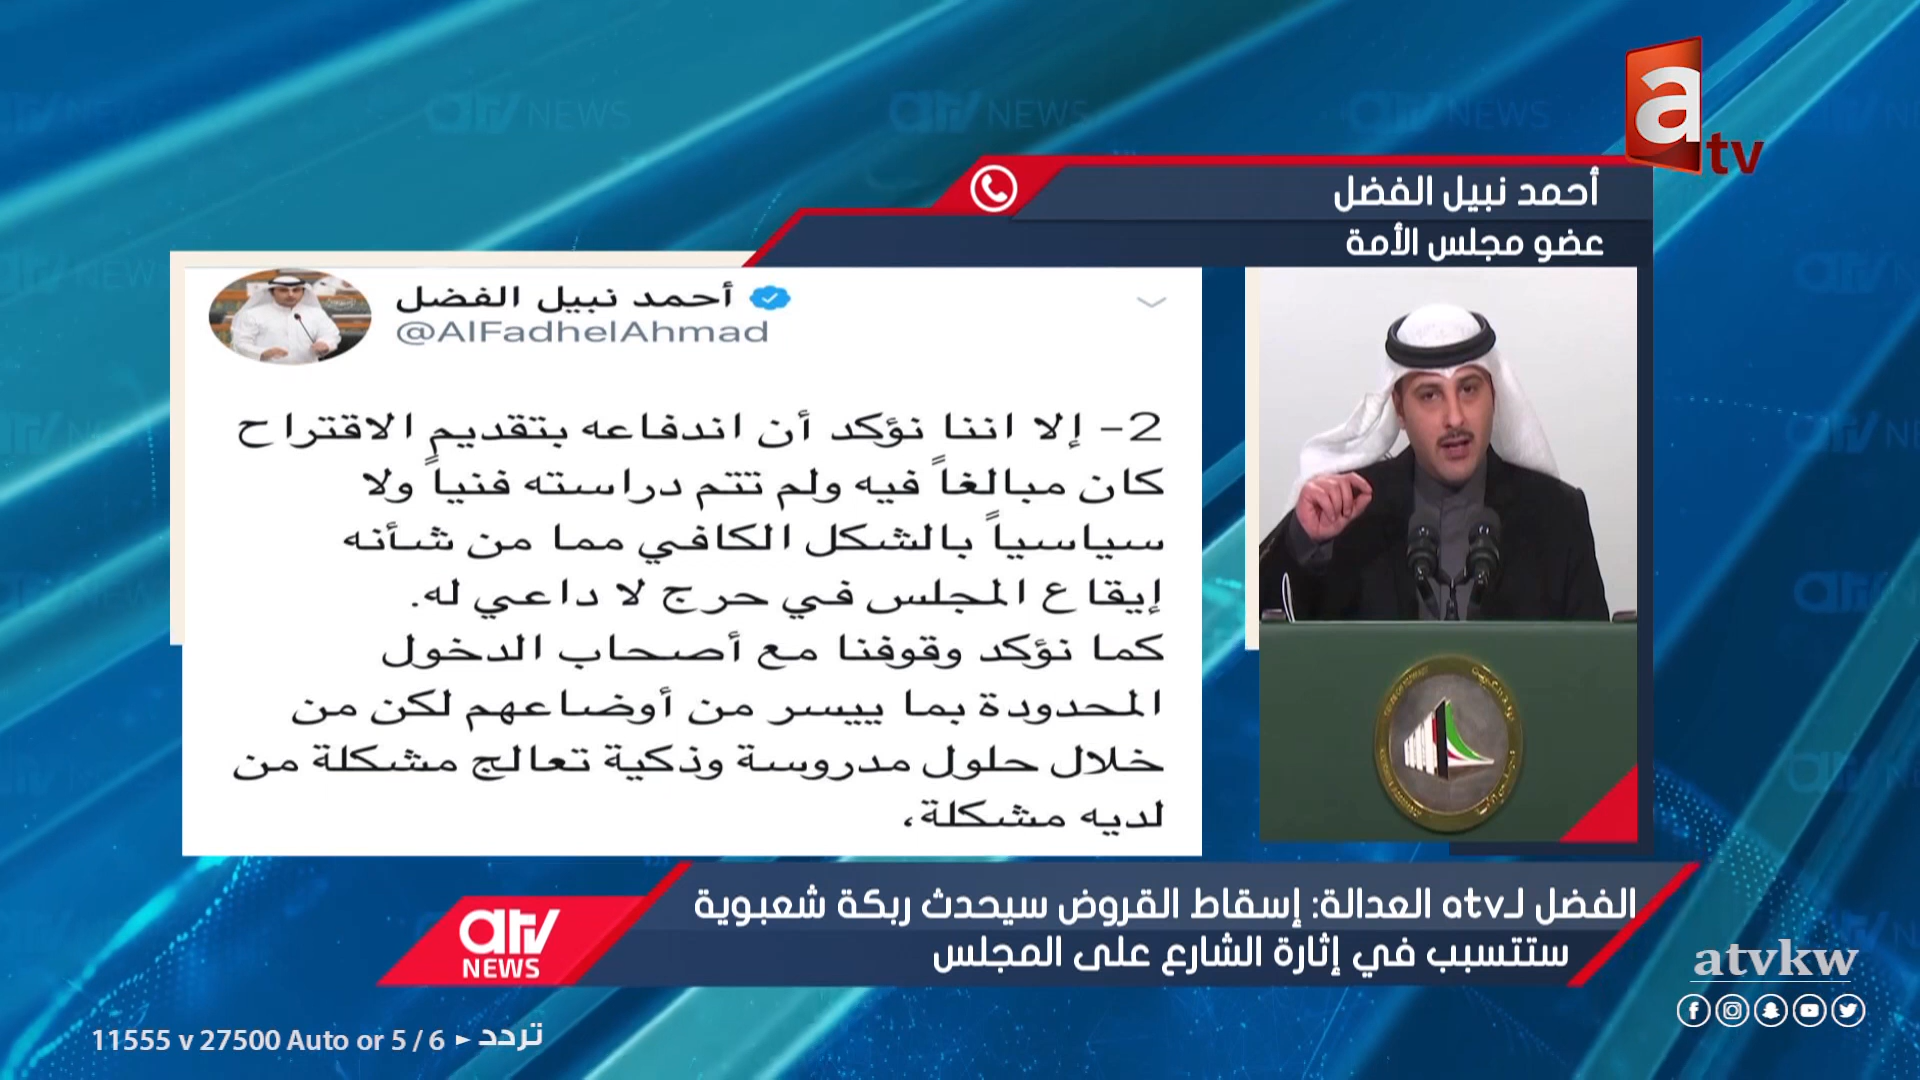 a tv
أحمد نبيل الفضل
عضو مجلس الأمة
أحمد نبيل الفضل
@AlFadhelAhmad
2- إلا اننا نؤكد أن اندفاعه بتقديم الاقتراح
كان مبالغاً فيه ولم تتم دراسته فنياً ولا
سياسياً بالشكل الكافي مما من شأنه
إيقاع المجلس في حرج لا داعي له.
كما نؤكد وقوفنا مع أصحاب الدخول
المحدودة بما ييسر من أوضاعهم لكن من
خلال حلول مدروسة وذكية تعالج مشكلة من
لديه مشكلة،
الفضل لـatv العدالة: إسقاط القروض سيحدث ربكة شعبوية
ستتسبب في إثارة الشارع على المجلس
atv
NEWS
atvkw
تردد ► 11555 v 27500 Auto or 5 / 6